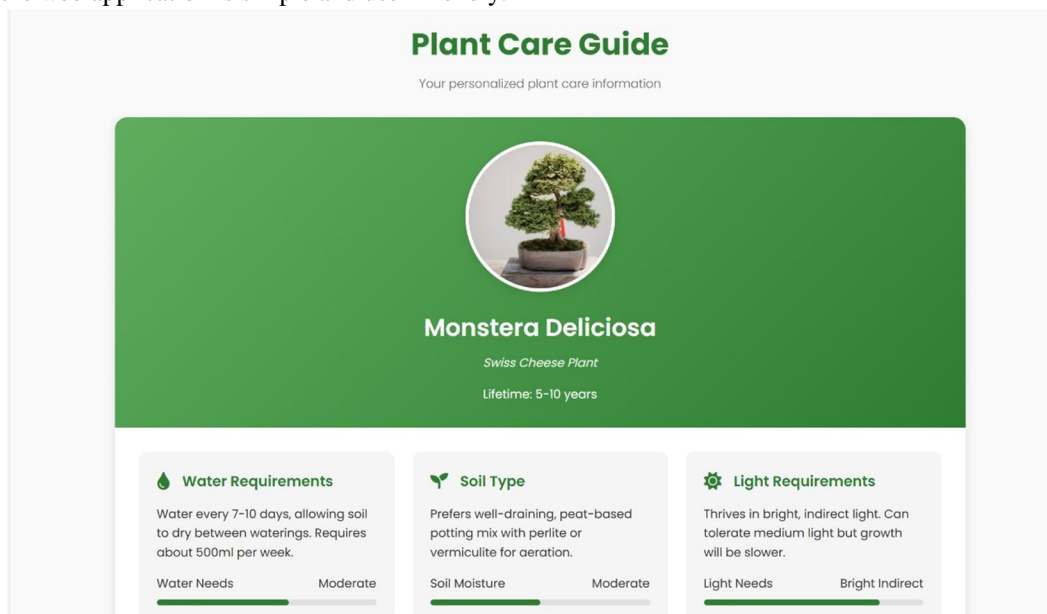 Plant Care Guide
Your personalized plant care information
Monstera Deliciosa
Swiss Cheese Plant
Lifetime: 5-10 years
Water Requirements
Water every 7-10 days, allowing soil
to dry between waterings. Requires
about 500ml per week.
Water Needs Moderate
Soil Type
Prefers well-draining, peat-based
potting mix with perlite or
vermiculite for aeration.
Soil Moisture Moderate
Light Requirements
Thrives in bright, indirect light. Can
tolerate medium light but growth
will be slower.
Light Needs Bright Indirect